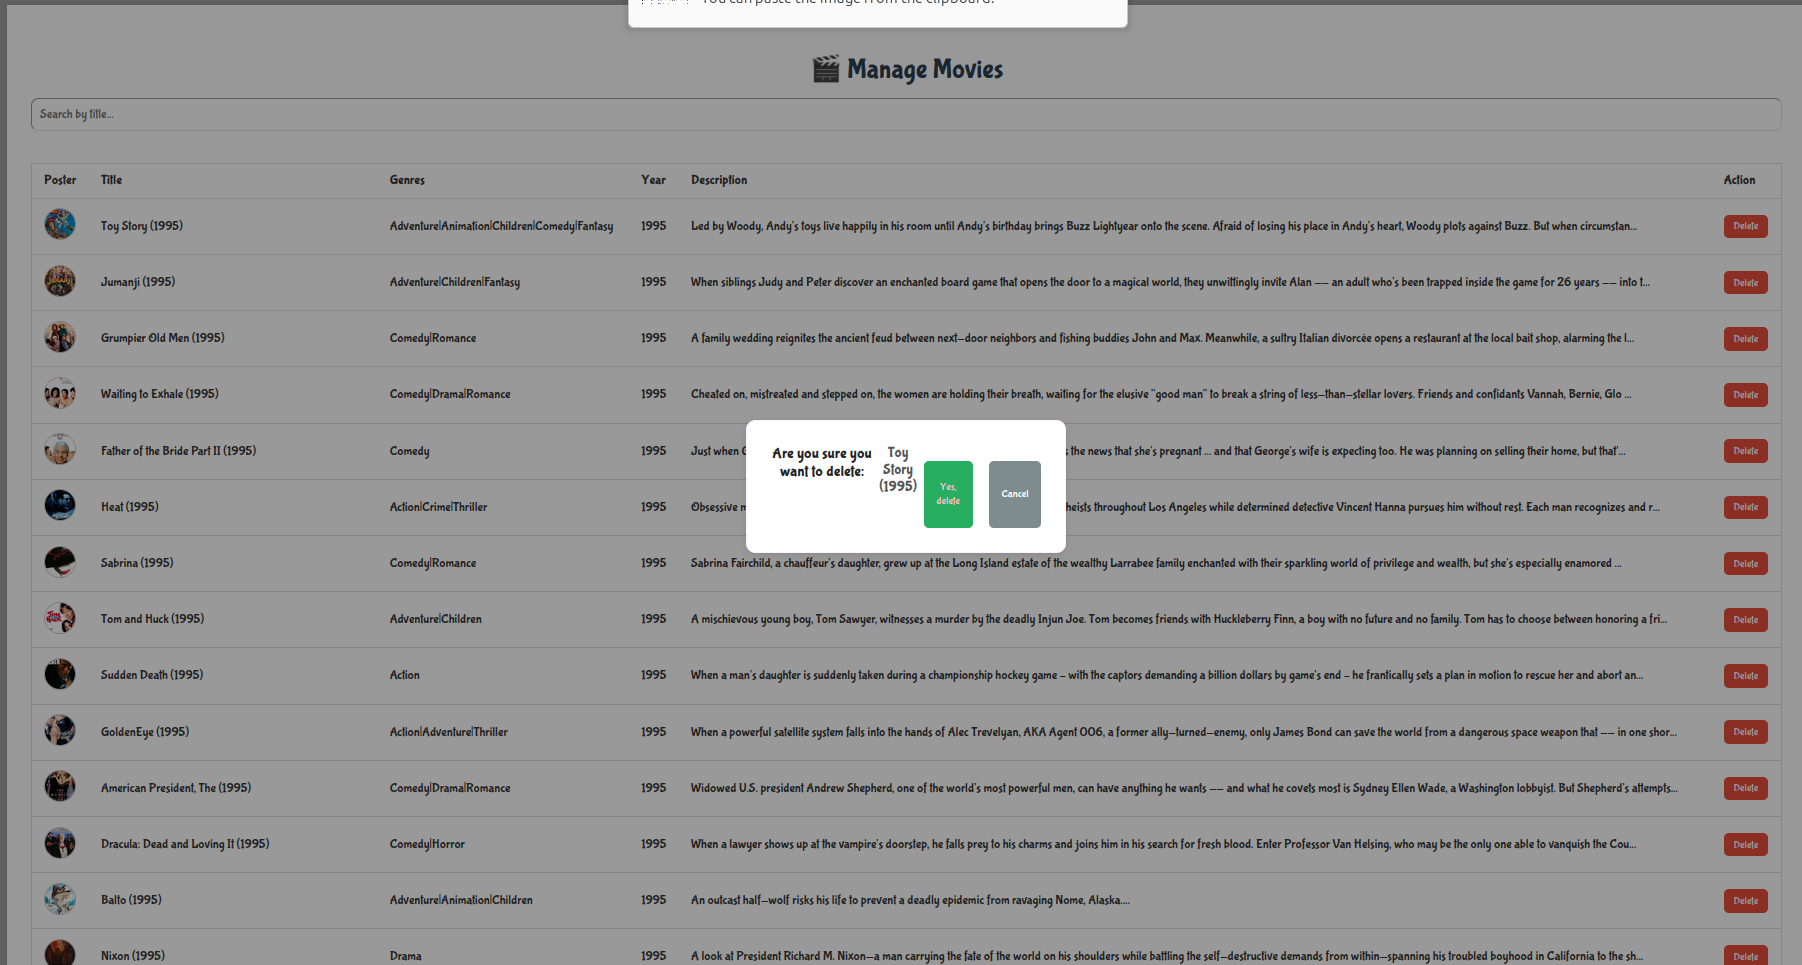 You can paste the image from the clipboard.
Manage Movies
Search by title...
Poster Title Genres Year Description Action
Toy Story (1995) Adventure|Animation|Children|Comedy|Fantasy 1995 Led by Woody, Andy's toys live happily in his room until Andy's birthday brings Buzz Lightyear onto the scene. Afraid of losing his place in Andy's heart, Woody plots against Buzz. But when circumstan... Delete
Jumanji (1995) Adventure|Children|Fantasy 1995 When siblings Judy and Peter discover an enchanted board game that opens the door to a magical world, they unwittingly invite Alan -- an adult who's been trapped inside the game for 26 years -- into t... Delete
Grumpier Old Men (1995) Comedy|Romance 1995 A family wedding reignites the ancient feud between next-door neighbors and fishing buddies John and Max. Meanwhile, a sultry Italian divorcée opens a restaurant at the local bait shop, alarming the l... Delete
Waiting to Exhale (1995) Comedy|Drama|Romance 1995 Cheated on, mistreated and stepped on, the women are holding their breath, waiting for the elusive "good man" to break a string of less-than-stellar lovers. Friends and confidants Vannah, Bernie, Glo ... Delete
Father of the Bride Part II (1995) Comedy 1995 Just when G the news that she's pregnant ... and that George's wife is expecting too. He was planning on selling their home, but that'... Delete
Heat (1995) Action|Crime|Thriller 1995 Obsessive m heists throughout Los Angeles while determined detective Vincent Hanna pursues him without rest. Each man recognizes and r... Delete
Are you sure you
want to delete:
Toy
Story
(1995)
Yes,
delete
Cancel
Sabrina (1995) Comedy|Romance 1995 Sabrina Fairchild, a chauffeur's daughter, grew up at the Long Island estate of the wealthy Larrabee family enchanted with their sparkling world of privilege and wealth, but she's especially enamored ... Delete
Tom and Huck (1995) Adventure|Children 1995 A mischievous young boy, Tom Sawyer, witnesses a murder by the deadly Injun Joe. Tom becomes friends with Huckleberry Finn, a boy with no future and no family. Tom has to choose between honoring a fri... Delete
Sudden Death (1995) Action 1995 When a man's daughter is suddenly taken during a championship hockey game – with the captors demanding a billion dollars by game's end – he frantically sets a plan in motion to rescue her and abort an... Delete
GoldenEye (1995) Action|Adventure|Thriller 1995 When a powerful satellite system falls into the hands of Alec Trevelyan, AKA Agent 006, a former ally-turned-enemy, only James Bond can save the world from a dangerous space weapon that -- in one shor... Delete
American President, The (1995) Comedy|Drama|Romance 1995 Widowed U.S. president Andrew Shepherd, one of the world's most powerful men, can have anything he wants -- and what he covets most is Sydney Ellen Wade, a Washington lobbyist. But Shepherd's attempts... Delete
Dracula: Dead and Loving It (1995) Comedy|Horror 1995 When a lawyer shows up at the vampire's doorstep, he falls prey to his charms and joins him in his search for fresh blood. Enter Professor Van Helsing, who may be the only one able to vanquish the Cou... Delete
Balto (1995) Adventure|Animation|Children 1995 An outcast half-wolf risks his life to prevent a deadly epidemic from ravaging Nome, Alaska.... Delete
Nixon (1995) Drama 1995 A look at President Richard M. Nixon—a man carrying the fate of the world on his shoulders while battling the self-destructive demands from within—spanning his troubled boyhood in California to the sh... Delete